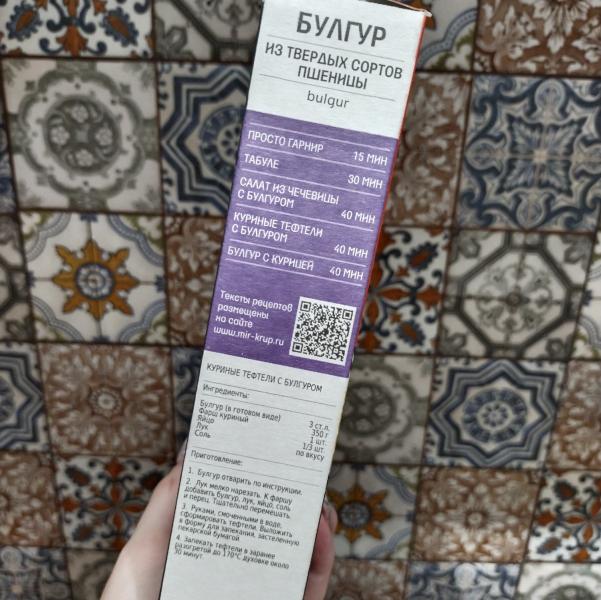 БУЛГУР
ИЗ ТВЕРДЫХ СОРТОВ
ПШЕНИЦЫ
bulgur
ПРОСТО ГАРНИР 15 МИН
ТАБУЛЕ 30 МИН
САЛАТ ИЗ ЧЕЧЕВИЦЫ
С БУЛГУРОМ 40 МИН
КУРИНЫЕ ТЕФТЕЛИ
С БУЛГУРОМ 40 МИН
БУЛГУР С КУРИЦЕЙ 40 МИН
Тексты рецептов
размещены
на сайте
www.mir-krup.ru
КУРИНЫЕ ТЕФТЕЛИ С БУЛГУРОМ
Ингредиенты:
Булгур (в готовом виде) 3 ст.л.
Фарш куриный 350 г
Яйцо 1 шт.
Лук 1/3 шт.
Соль по вкусу
Приготовление:
1. Булгур отварить по инструкции.
2. Лук мелко нарезать. К фаршу
добавить булгур, лук, яйцо, соль
и перец. Тщательно перемешать
3. Руками, смоченными в воде,
сформировать тефтели. Выложить
в форму для запекания, застеленную
пекарской бумагой
4. Запекать тефтели в заранее
разогретой до 170°С духовке около
30 минут